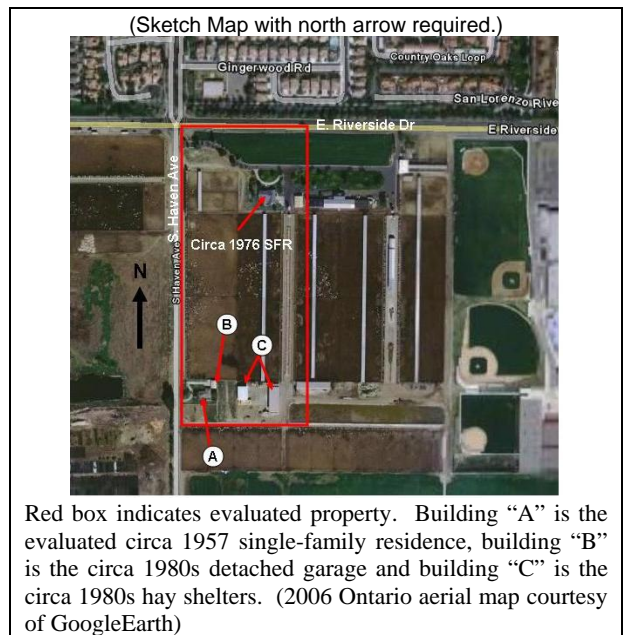 (Sketch Map with north arrow required.)
Gingerwood Rd
Country Oaks Loop
San Lorenzo Rive
E. Riverside Dr
E Riverside
S. Haven Ave
S Haven Ave
Circa 1976 SFR
N
B
C
A
Red box indicates evaluated property. Building “A” is the
evaluated circa 1957 single-family residence, building “B”
is the circa 1980s detached garage and building “C” is the
circa 1980s hay shelters. (2006 Ontario aerial map courtesy
of GoogleEarth)